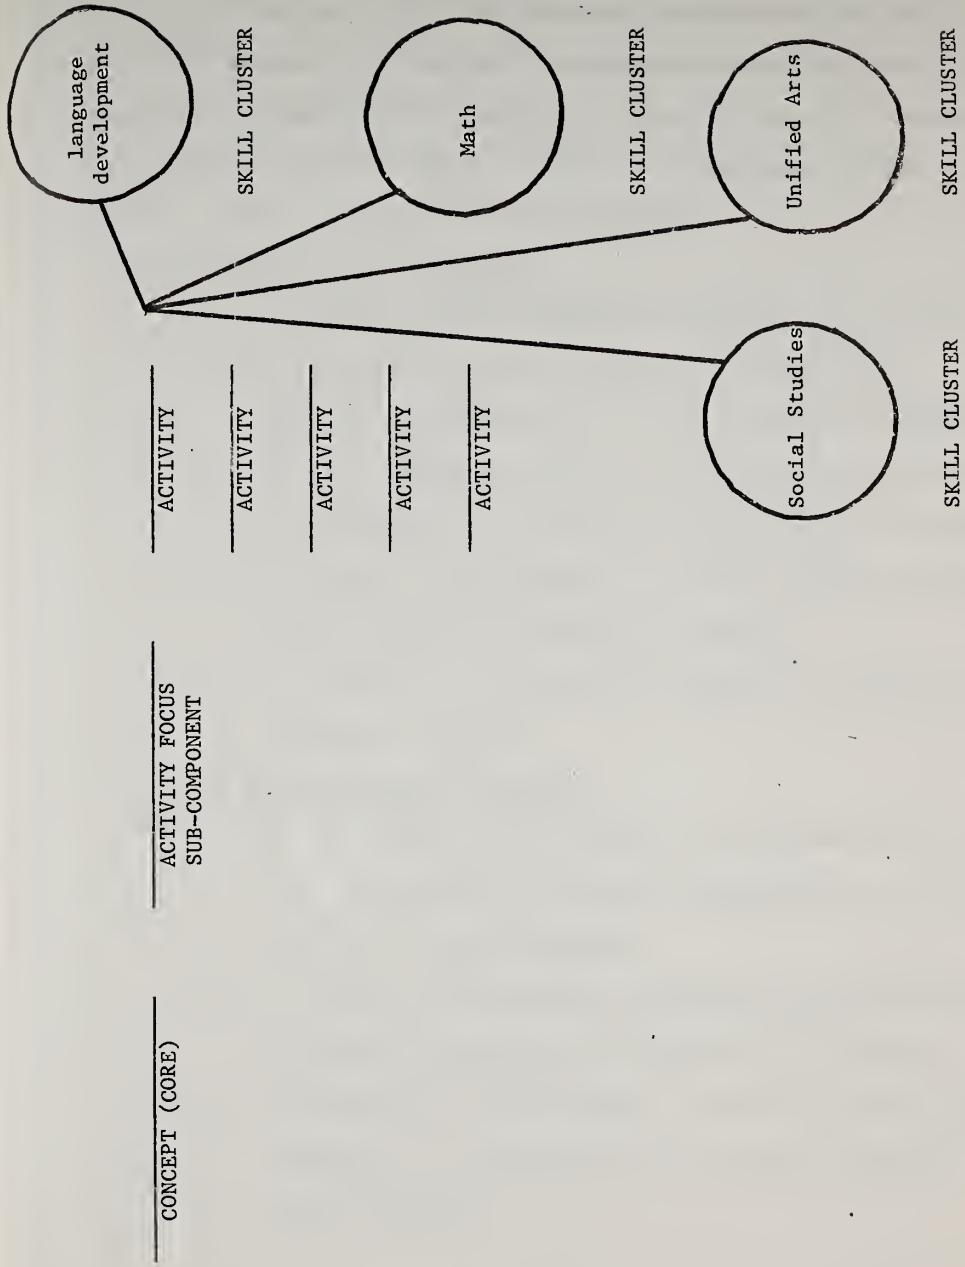 CONCEPT (CORE)
ACTIVITY FOCUS
SUB-COMPONENT
ACTIVITY
ACTIVITY
ACTIVITY
ACTIVITY
ACTIVITY
language
development
SKILL CLUSTER
Math
SKILL CLUSTER
Social Studies
SKILL CLUSTER
Unified Arts
SKILL CLUSTER